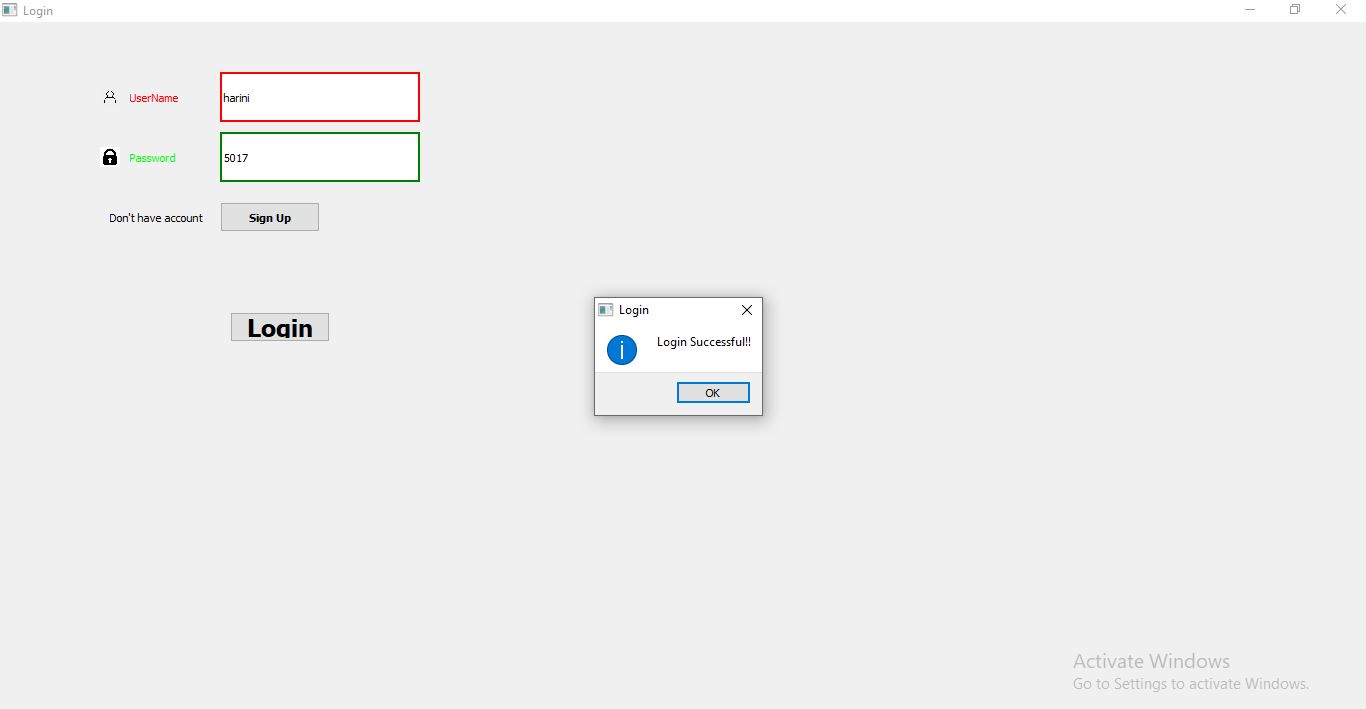 Login
UserName
harini
Password
5017
Don't have account
Sign Up
Login
Login
Login Successful!!
OK
Activate Windows
Go to Settings to activate Windows.